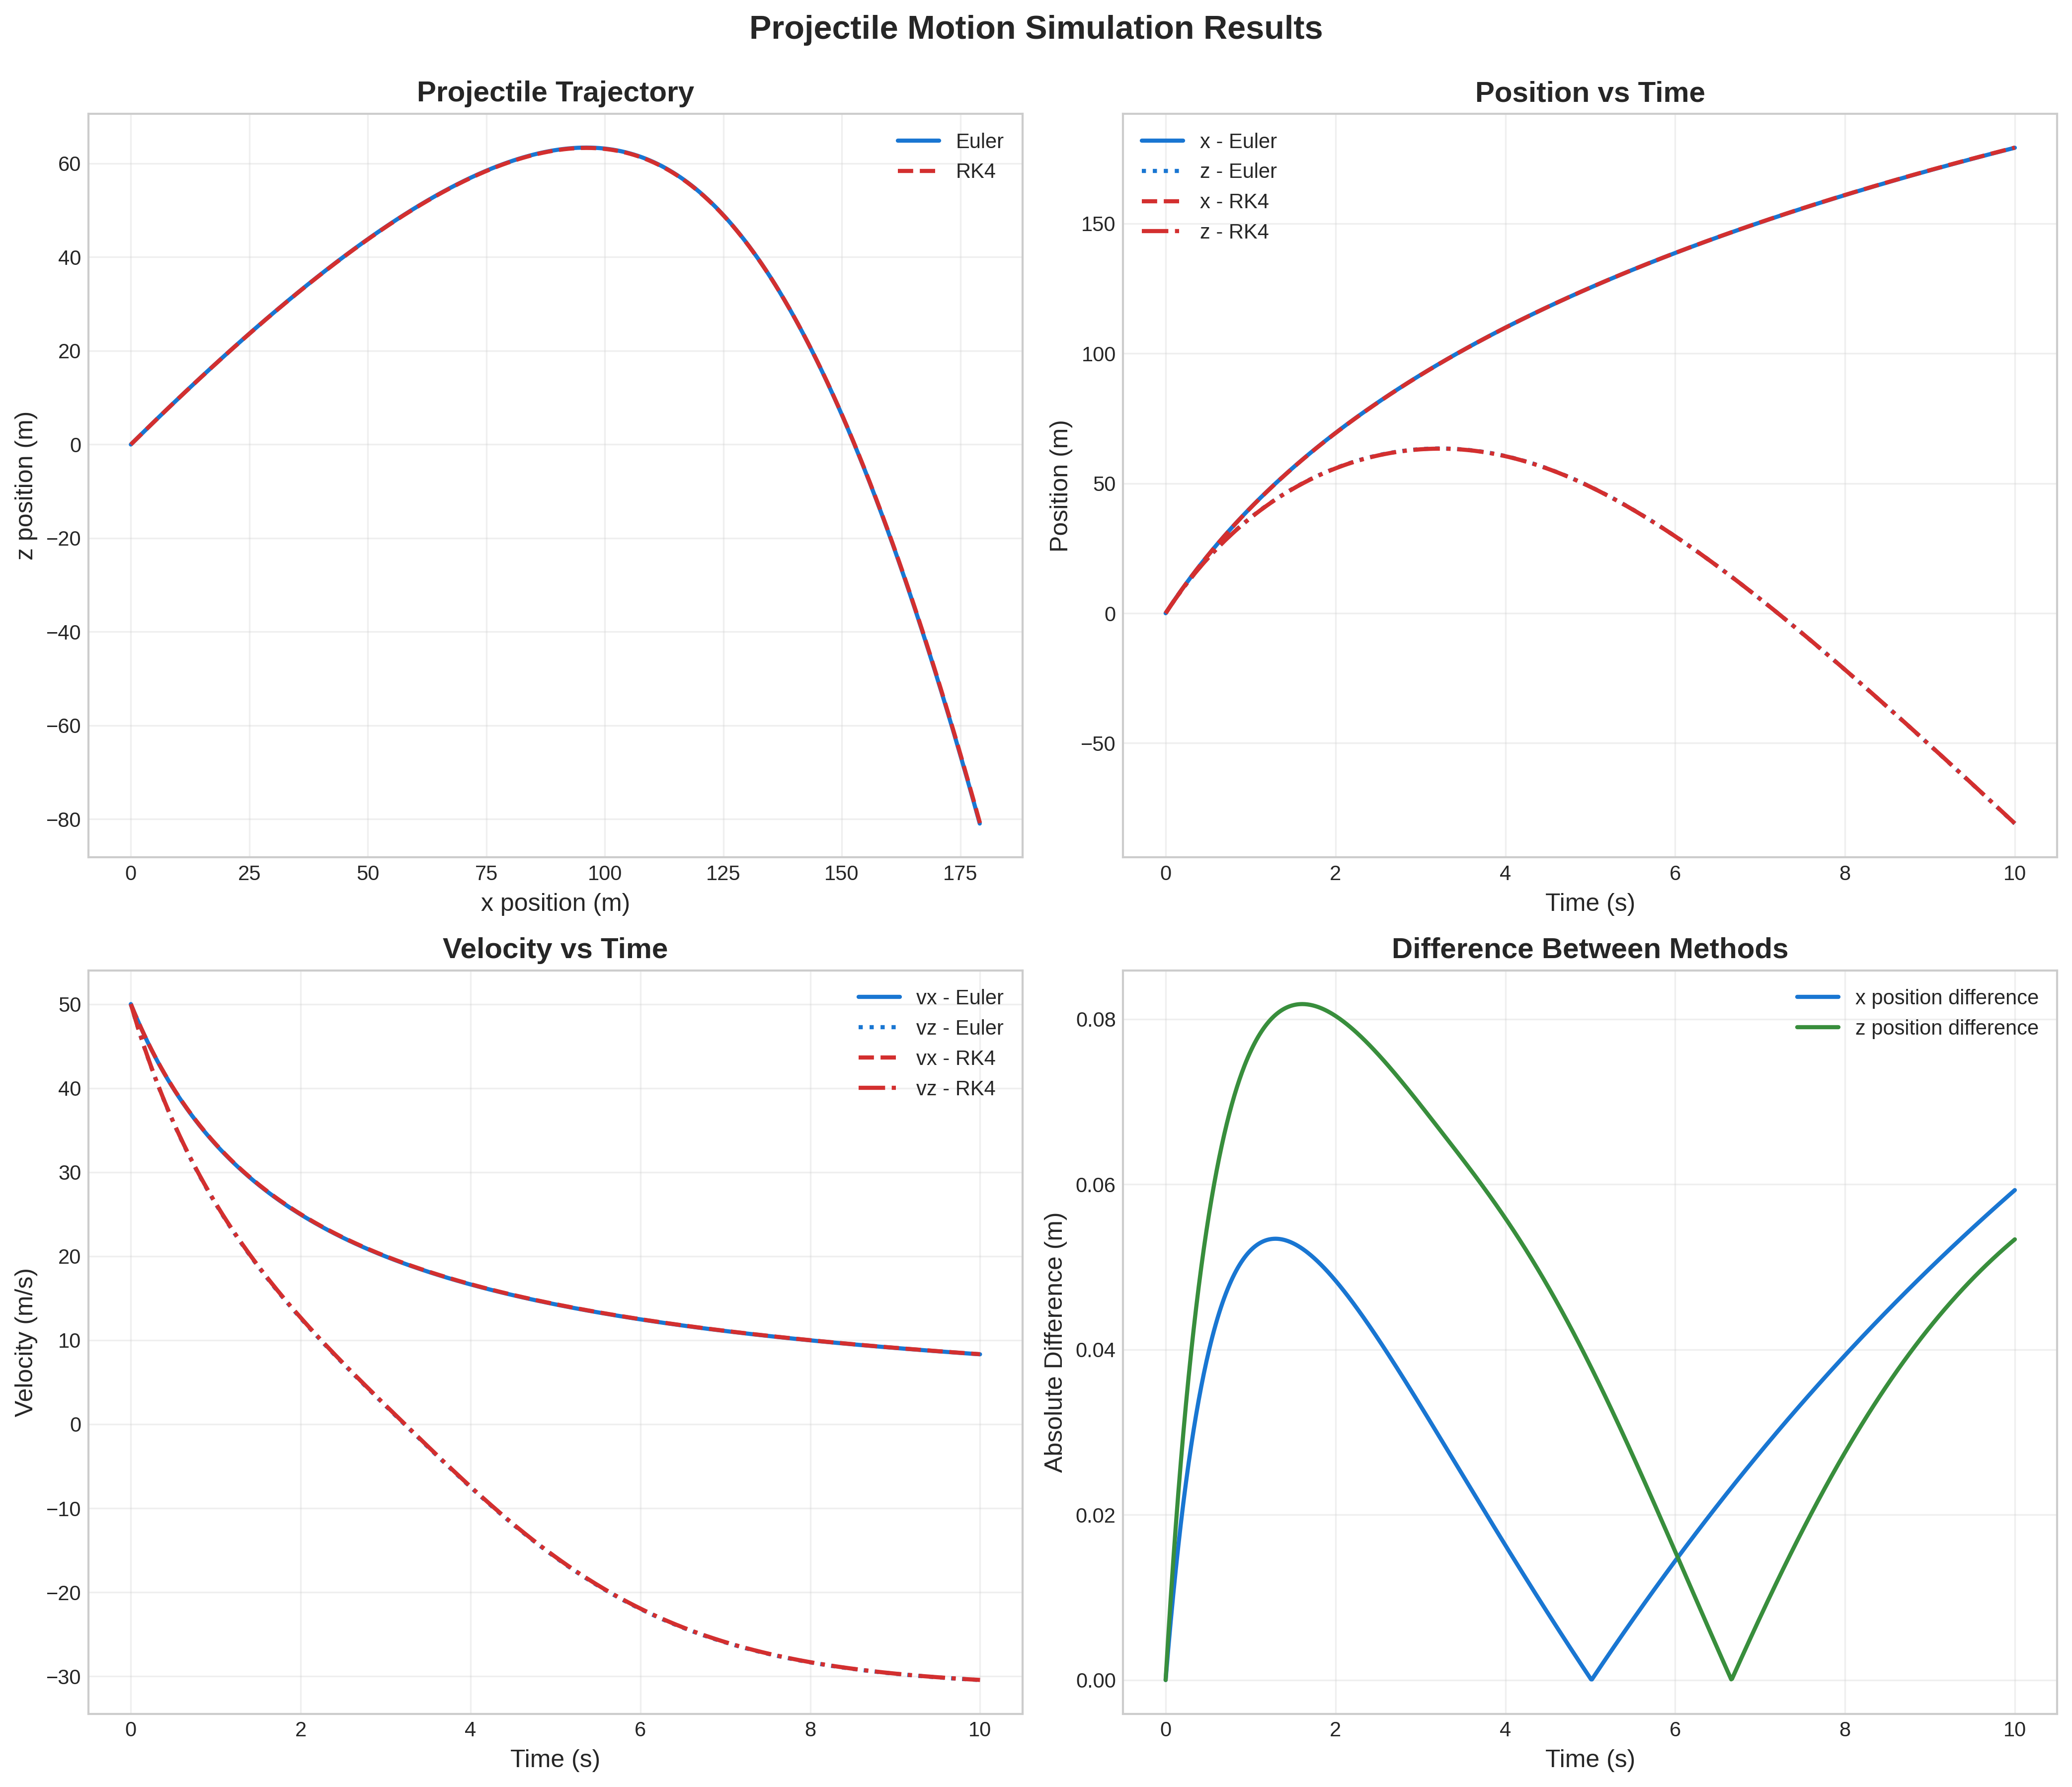 Projectile Motion Simulation Results
Projectile Trajectory
Euler
RK4
60
40
20
0
−20
−40
−60
−80
z position (m)
0 25 50 75 100 125 150 175
x position (m)
Position vs Time
x - Euler
z - Euler
x - RK4
z - RK4
150
100
50
0
−50
Position (m)
0 2 4 6 8 10
Time (s)
Velocity vs Time
vx - Euler
vz - Euler
vx - RK4
vz - RK4
50
40
30
20
10
0
−10
−20
−30
Velocity (m/s)
0 2 4 6 8 10
Time (s)
Difference Between Methods
x position difference
z position difference
0.08
0.06
0.04
0.02
0.00
Absolute Difference (m)
0 2 4 6 8 10
Time (s)